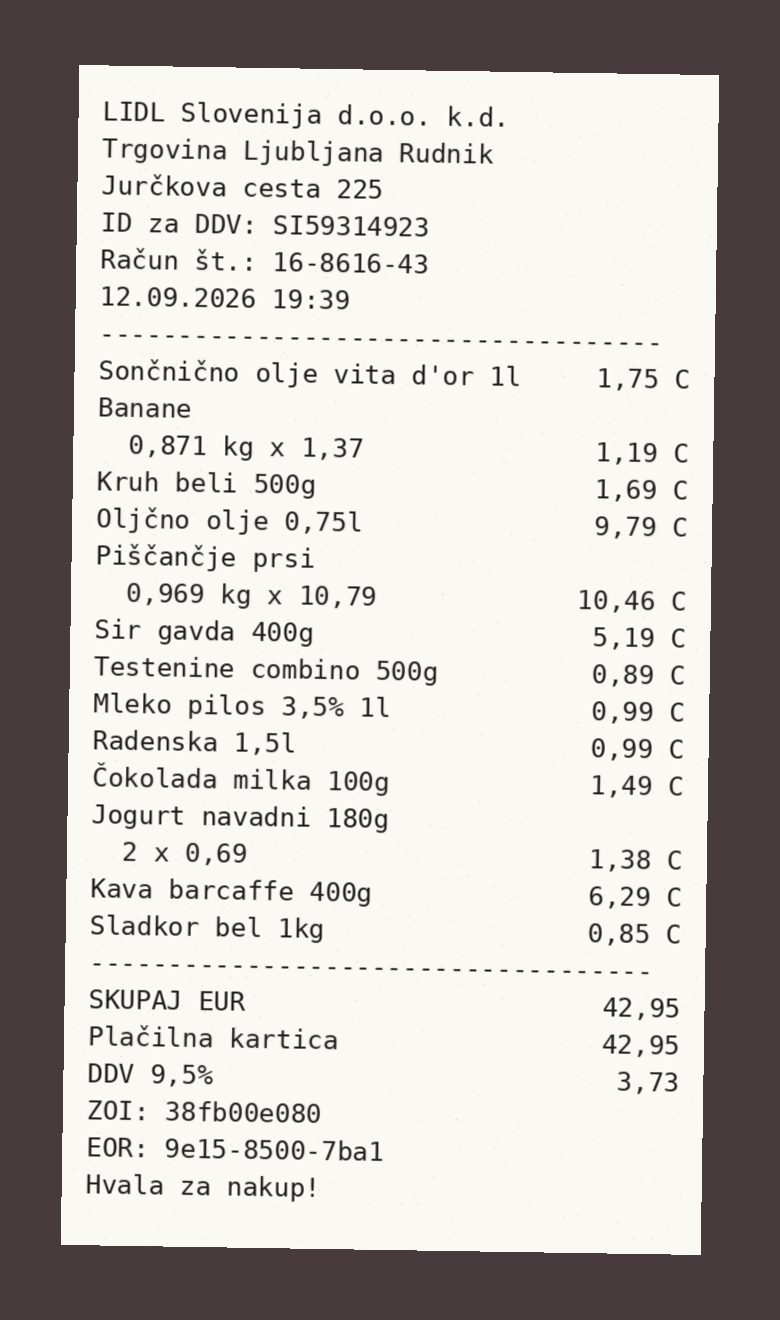 LIDL Slovenija d.o.o. k.d.
Trgovina Ljubljana Rudnik
Jurčkova cesta 225
ID za DDV: SI59314923
Račun št.: 16-8616-43
12.09.2026 19:39
------------------------------------
Sončnično olje vita d'or 1l 1,75 C
Banane
0,871 kg x 1,37 1,19 C
Kruh beli 500g 1,69 C
Oljčno olje 0,75l 9,79 C
Piščančje prsi
0,969 kg x 10,79 10,46 C
Sir gavda 400g 5,19 C
Testenine combino 500g 0,89 C
Mleko pilos 3,5% 1l 0,99 C
Radenska 1,5l 0,99 C
Čokolada milka 100g 1,49 C
Jogurt navadni 180g
2 x 0,69 1,38 C
Kava barcaffe 400g 6,29 C
Sladkor bel 1kg 0,85 C
------------------------------------
SKUPAJ EUR 42,95
Plačilna kartica 42,95
DDV 9,5% 3,73
ZOI: 38fb00e080
EOR: 9e15-8500-7ba1
Hvala za nakup!